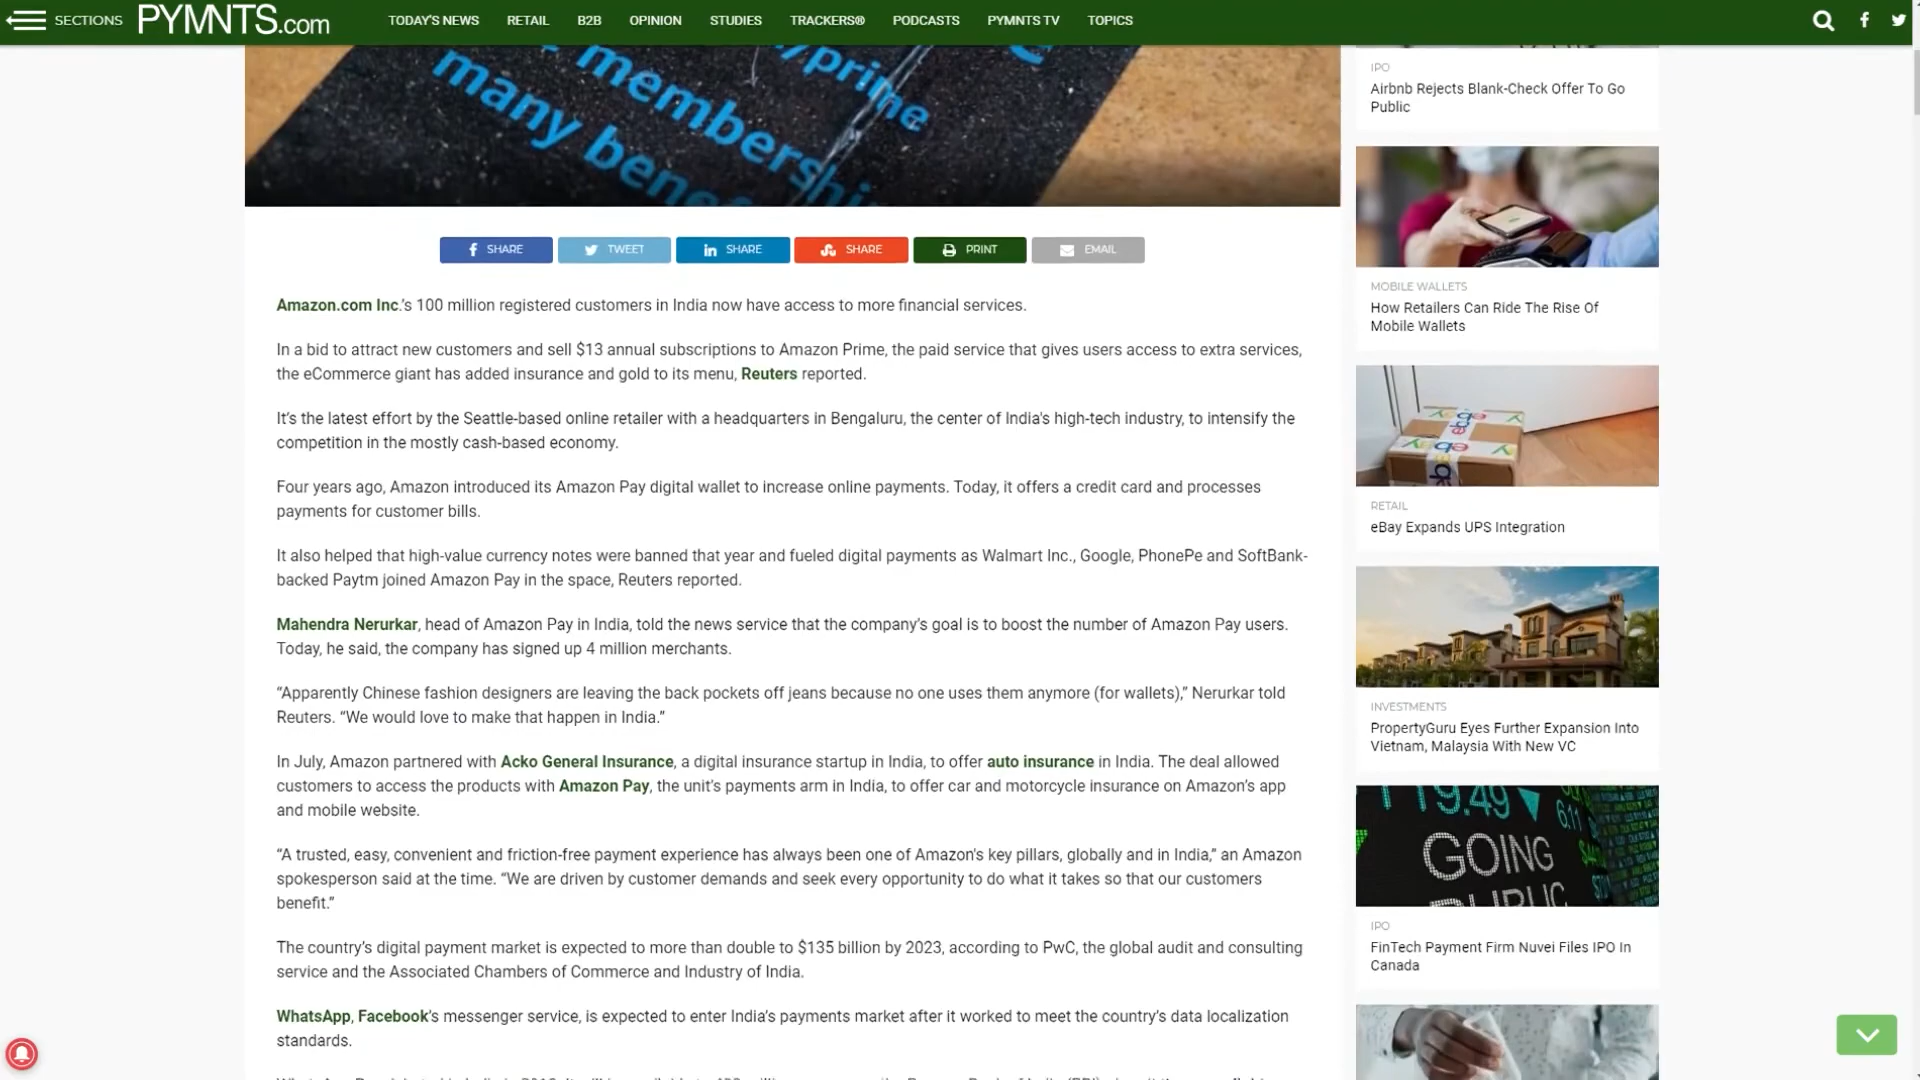 SECTIONS PYMNTS.com TODAY'S NEWS RETAIL B2B OPINION STUDIES TRACKERS® PODCASTS PYMNTS TV TOPICS
yprime
membershi
many bene
SHARE TWEET SHARE SHARE PRINT EMAIL
Amazon.com Inc.’s 100 million registered customers in India now have access to more financial services.
In a bid to attract new customers and sell $13 annual subscriptions to Amazon Prime, the paid service that gives users access to extra services,
the eCommerce giant has added insurance and gold to its menu, Reuters reported.
It’s the latest effort by the Seattle-based online retailer with a headquarters in Bengaluru, the center of India's high-tech industry, to intensify the
competition in the mostly cash-based economy.
Four years ago, Amazon introduced its Amazon Pay digital wallet to increase online payments. Today, it offers a credit card and processes
payments for customer bills.
It also helped that high-value currency notes were banned that year and fueled digital payments as Walmart Inc., Google, PhonePe and SoftBank-
backed Paytm joined Amazon Pay in the space, Reuters reported.
Mahendra Nerurkar, head of Amazon Pay in India, told the news service that the company’s goal is to boost the number of Amazon Pay users.
Today, he said, the company has signed up 4 million merchants.
“Apparently Chinese fashion designers are leaving the back pockets off jeans because no one uses them anymore (for wallets),” Nerurkar told
Reuters. “We would love to make that happen in India.”
In July, Amazon partnered with Acko General Insurance, a digital insurance startup in India, to offer auto insurance in India. The deal allowed
customers to access the products with Amazon Pay, the unit’s payments arm in India, to offer car and motorcycle insurance on Amazon’s app
and mobile website.
“A trusted, easy, convenient and friction-free payment experience has always been one of Amazon's key pillars, globally and in India,” an Amazon
spokesperson said at the time. “We are driven by customer demands and seek every opportunity to do what it takes so that our customers
benefit.”
The country’s digital payment market is expected to more than double to $135 billion by 2023, according to PwC, the global audit and consulting
service and the Associated Chambers of Commerce and Industry of India.
WhatsApp, Facebook’s messenger service, is expected to enter India’s payments market after it worked to meet the country’s data localization
standards.
IPO
Airbnb Rejects Blank-Check Offer To Go
Public
MOBILE WALLETS
How Retailers Can Ride The Rise Of
Mobile Wallets
ebay
RETAIL
eBay Expands UPS Integration
INVESTMENTS
PropertyGuru Eyes Further Expansion Into
Vietnam, Malaysia With New VC
119.49
6.11
GOING
PUBLIC
IPO
FinTech Payment Firm Nuvei Files IPO In
Canada